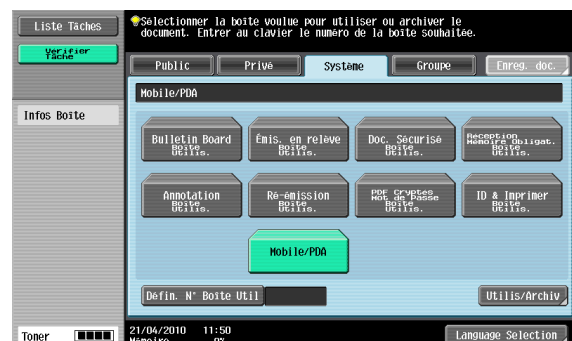 Liste Tâches
Vérifier
Tâche
Sélectionner la boîte voulue pour utiliser ou archiver le
document. Entrer au clavier le numéro de la boîte souhaitée.
Public
Privé
Système
Groupe
Enreg. doc.
Mobile/PDA
Infos Boîte
Bulletin Board
Boîte
Utilis.
Émis. en relève
Boîte
Utilis.
Doc. Sécurisé
Boîte
Utilis.
Réception
Mémoire Obligat.
Boîte
Utilis.
Annotation
Boîte
Utilis.
Ré-émission
Boîte
Utilis.
PDF Cryptés
Mot de Passe
Boîte
Utilis.
ID & Imprimer
Boîte
Utilis.
Mobile/PDA
Défin. N° Boîte Util
Utilis/Archiv
Toner
21/04/2010 11:50
Mémoire 0%
Language Selection